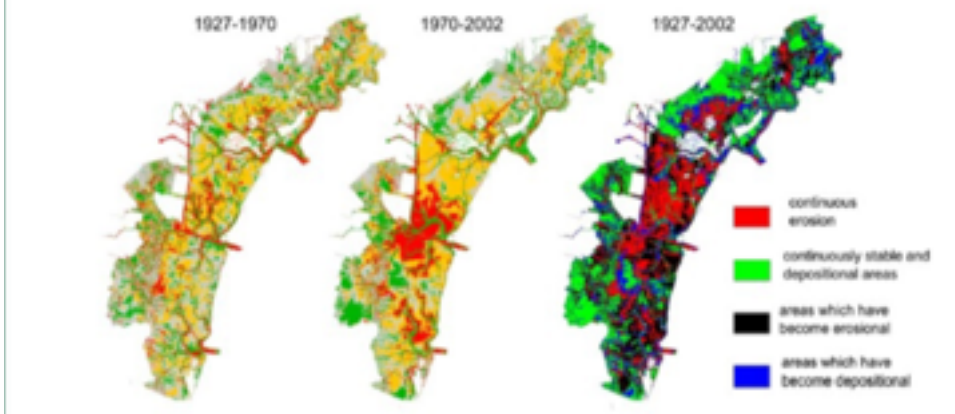 1927-1970
1970-2002
1927-2002
continuous
erosion
continuously stable and
depositional areas
areas which have
become erosional
areas which have
become depositional